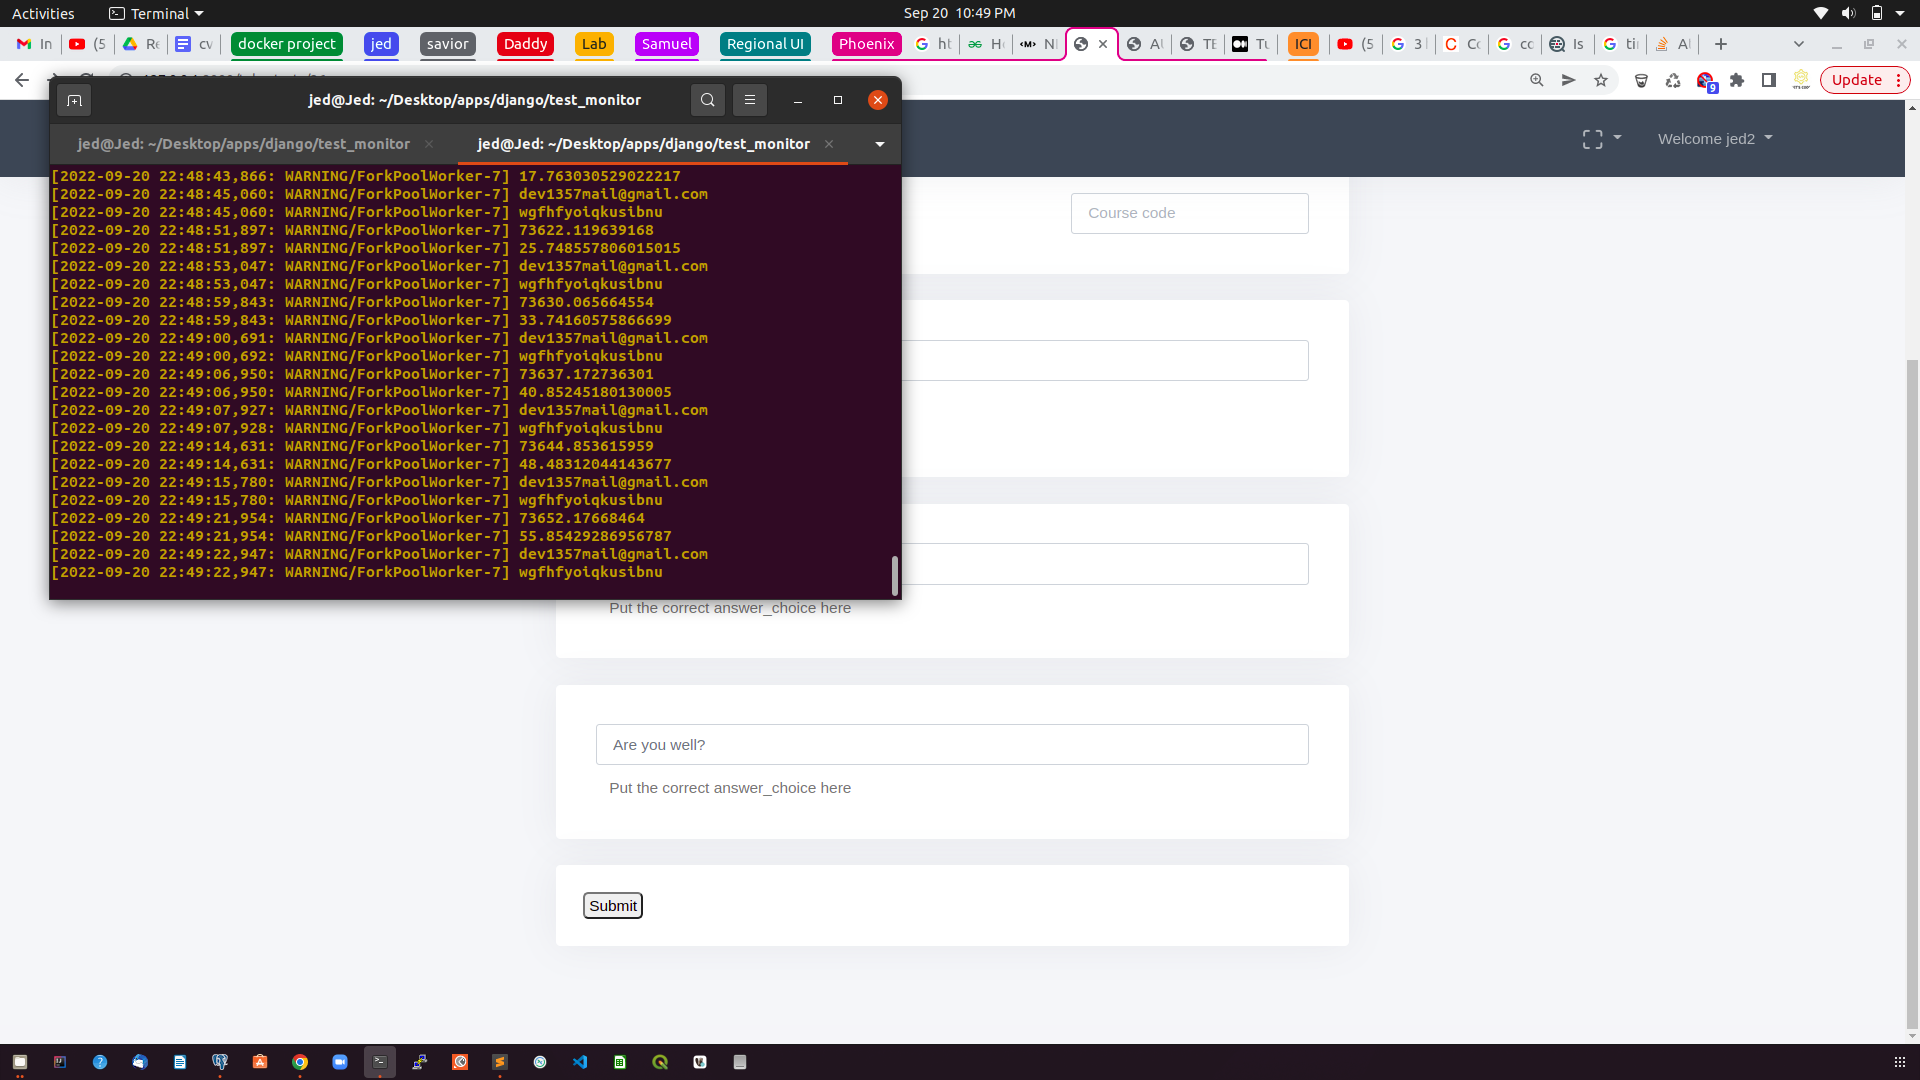 Activities
Terminal
Sep 20 10:49 PM
In
(5
Re
cv
docker project
jed
savior
Daddy
Lab
Samuel
Regional UI
Phoenix
ht
NI
TE
Tu
ICI
(5
3 l
Is
Update
9
jed@Jed: ~/Desktop/apps/django/test_monitor
jed@Jed: ~/Desktop/apps/django/test_monitor
jed@Jed: ~/Desktop/apps/django/test_monitor
Welcome jed2
[2022-09-20 22:48:43,866: WARNING/ForkPoolWorker-7] 17.763030529022217
[2022-09-20 22:48:45,060: WARNING/ForkPoolWorker-7] dev1357mail@gmail.com
[2022-09-20 22:48:45,060: WARNING/ForkPoolWorker-7] wgfhfyoiqkusibnu
[2022-09-20 22:48:51,897: WARNING/ForkPoolWorker-7] 73622.119639168
[2022-09-20 22:48:51,897: WARNING/ForkPoolWorker-7] 25.748557806015015
[2022-09-20 22:48:53,047: WARNING/ForkPoolWorker-7] dev1357mail@gmail.com
[2022-09-20 22:48:53,047: WARNING/ForkPoolWorker-7] wgfhfyoiqkusibnu
[2022-09-20 22:48:59,843: WARNING/ForkPoolWorker-7] 73630.065664554
[2022-09-20 22:48:59,843: WARNING/ForkPoolWorker-7] 33.74160575866699
[2022-09-20 22:49:00,691: WARNING/ForkPoolWorker-7] dev1357mail@gmail.com
[2022-09-20 22:49:00,692: WARNING/ForkPoolWorker-7] wgfhfyoiqkusibnu
[2022-09-20 22:49:06,950: WARNING/ForkPoolWorker-7] 73637.172736301
[2022-09-20 22:49:06,950: WARNING/ForkPoolWorker-7] 40.85245180130005
[2022-09-20 22:49:07,927: WARNING/ForkPoolWorker-7] dev1357mail@gmail.com
[2022-09-20 22:49:07,928: WARNING/ForkPoolWorker-7] wgfhfyoiqkusibnu
[2022-09-20 22:49:14,631: WARNING/ForkPoolWorker-7] 73644.853615959
[2022-09-20 22:49:14,631: WARNING/ForkPoolWorker-7] 48.48312044143677
[2022-09-20 22:49:15,780: WARNING/ForkPoolWorker-7] dev1357mail@gmail.com
[2022-09-20 22:49:15,780: WARNING/ForkPoolWorker-7] wgfhfyoiqkusibnu
[2022-09-20 22:49:21,954: WARNING/ForkPoolWorker-7] 73652.17668464
[2022-09-20 22:49:21,954: WARNING/ForkPoolWorker-7] 55.85429286956787
[2022-09-20 22:49:22,947: WARNING/ForkPoolWorker-7] dev1357mail@gmail.com
[2022-09-20 22:49:22,947: WARNING/ForkPoolWorker-7] wgfhfyoiqkusibnu
Course code
Put the correct answer_choice here
Are you well?
Put the correct answer_choice here
Submit